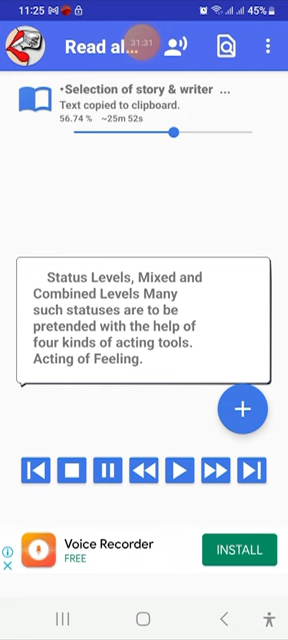 11:25 45%
Read al... 31:31
•Selection of story & writer ...
Text copied to clipboard.
56.74 % ~25m 52s
Status Levels, Mixed and
Combined Levels Many
such statuses are to be
pretended with the help of
four kinds of acting tools.
Acting of Feeling.
+
Voice Recorder
FREE
INSTALL